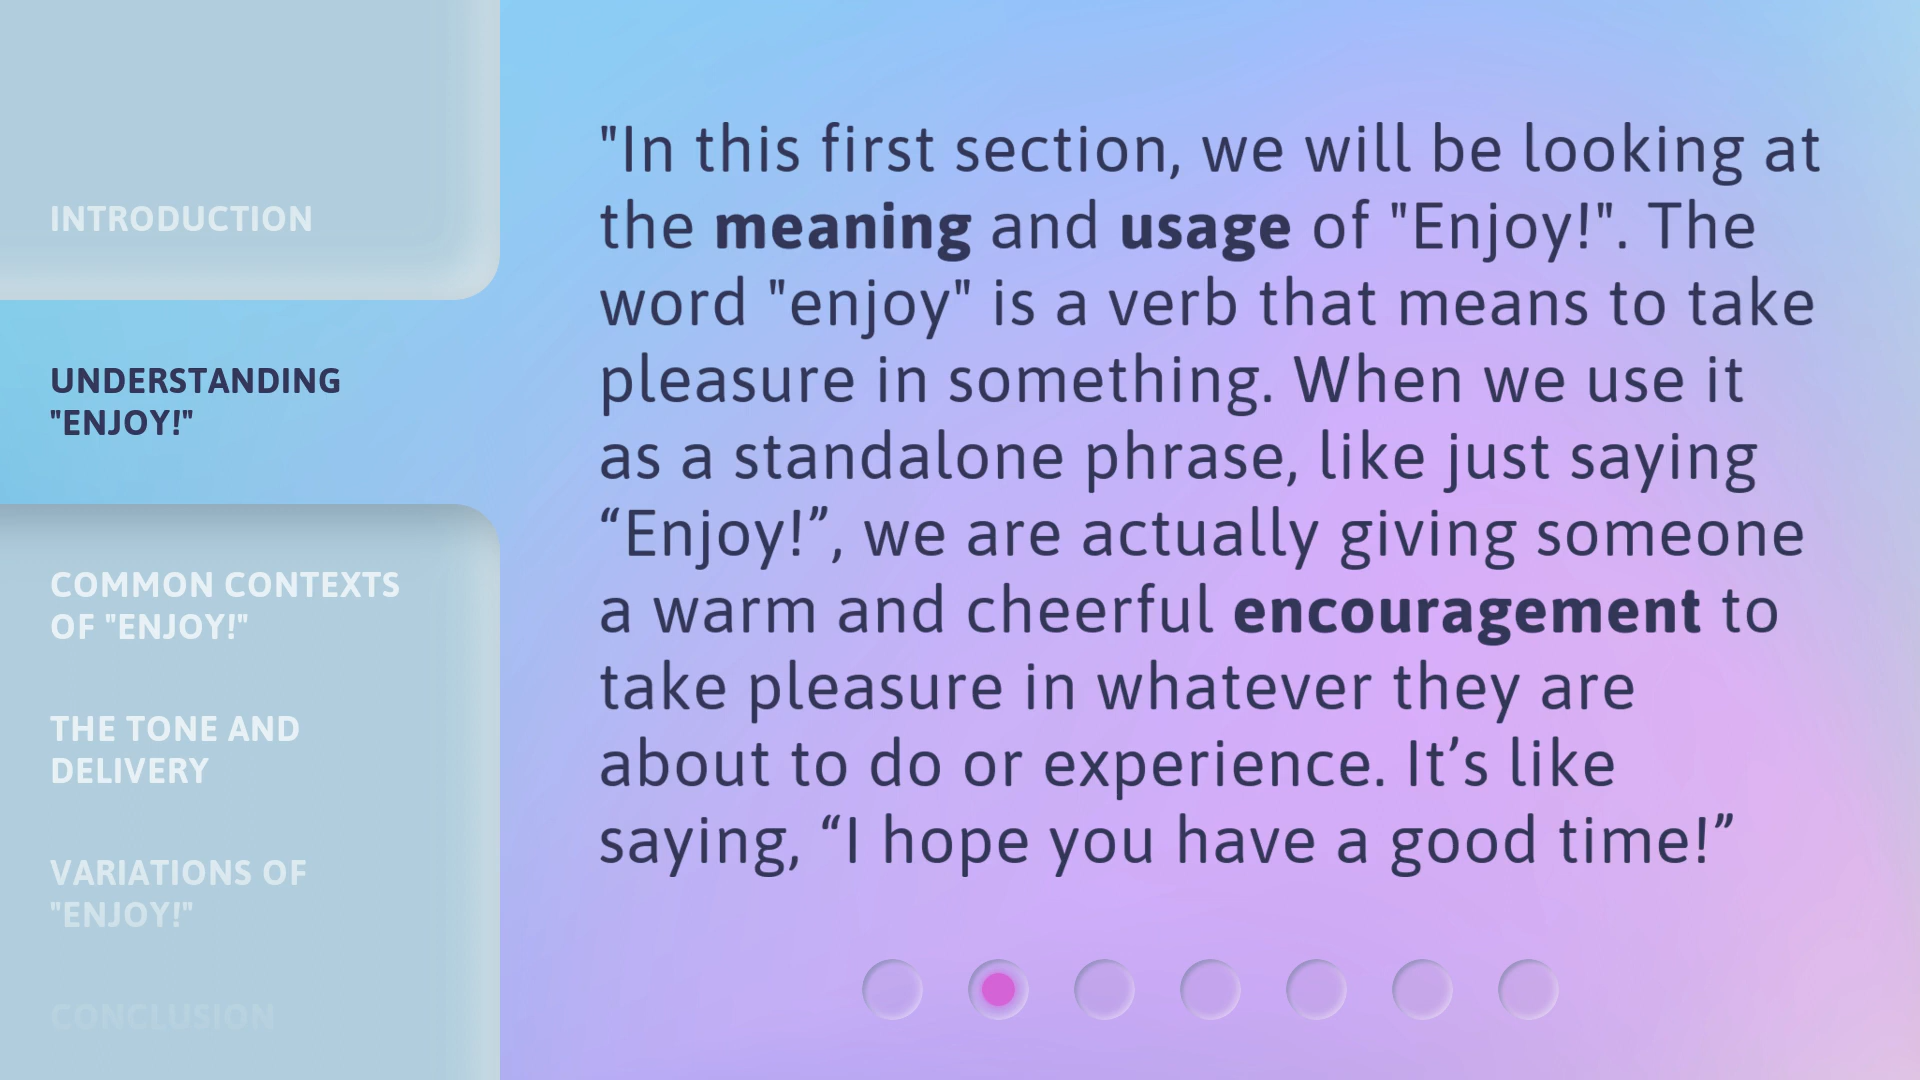 INTRODUCTION
UNDERSTANDING
"ENJOY!"
COMMON CONTEXTS
OF "ENJOY!"
THE TONE AND
DELIVERY
VARIATIONS OF
"ENJOY!"
CONCLUSION
"In this first section, we will be looking at
the meaning and usage of "Enjoy!". The
word "enjoy" is a verb that means to take
pleasure in something. When we use it
as a standalone phrase, like just saying
“Enjoy!”, we are actually giving someone
a warm and cheerful encouragement to
take pleasure in whatever they are
about to do or experience. It’s like
saying, “I hope you have a good time!”